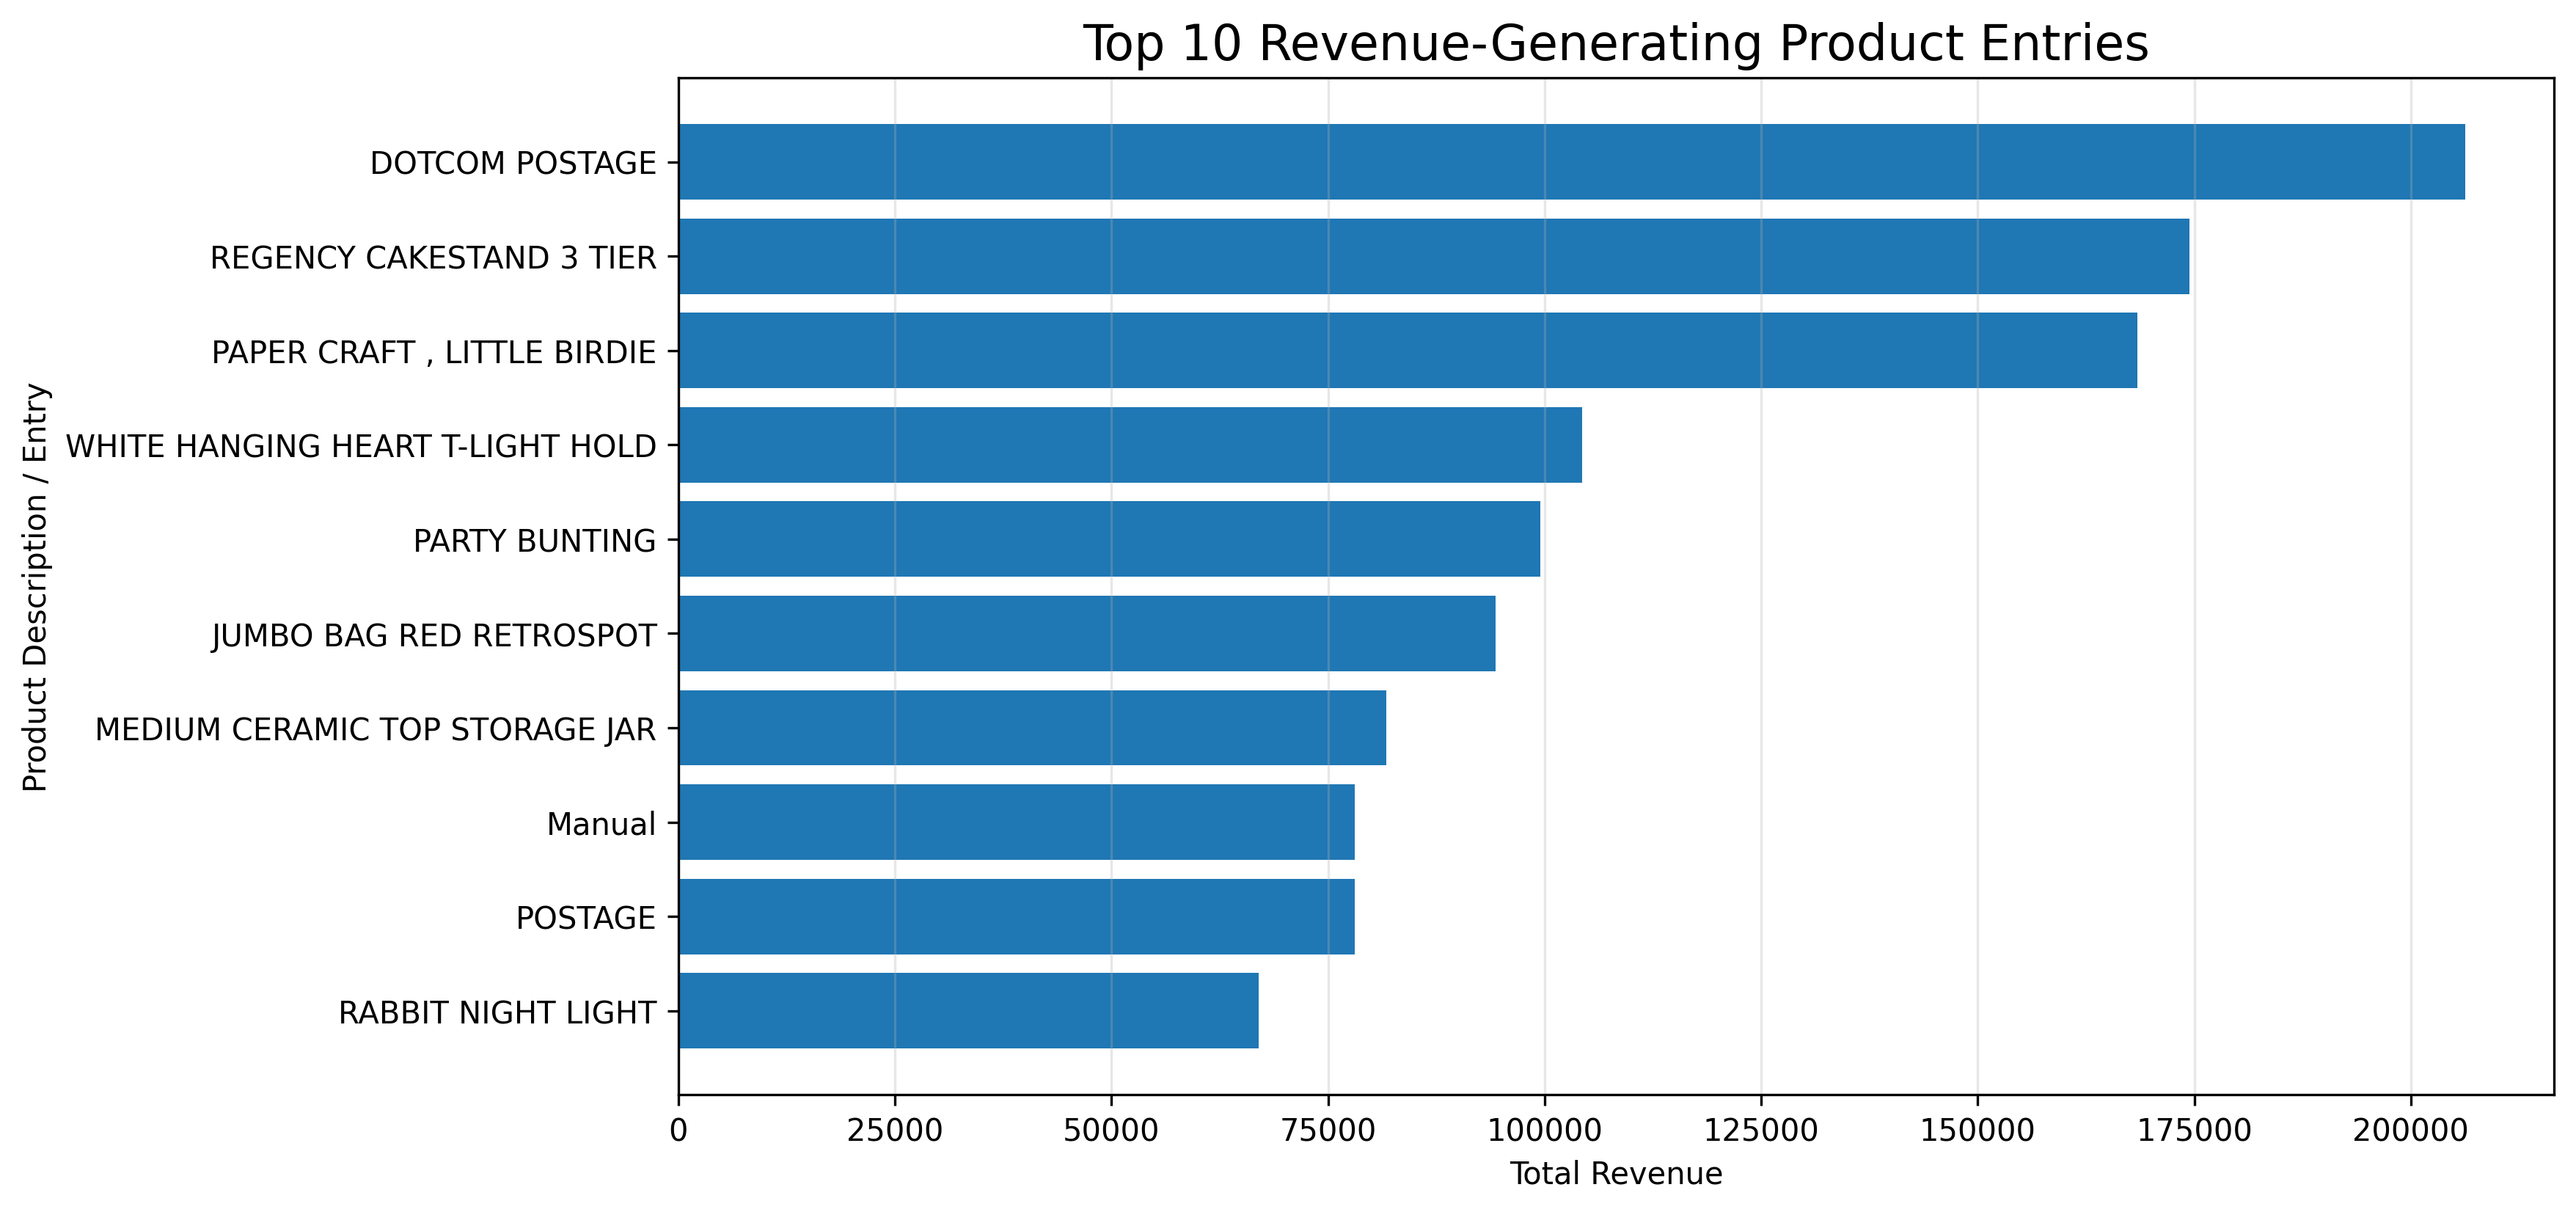 Top 10 Revenue-Generating Product Entries
Product Description / Entry
DOTCOM POSTAGE
REGENCY CAKESTAND 3 TIER
PAPER CRAFT , LITTLE BIRDIE
WHITE HANGING HEART T-LIGHT HOLD
PARTY BUNTING
JUMBO BAG RED RETROSPOT
MEDIUM CERAMIC TOP STORAGE JAR
Manual
POSTAGE
RABBIT NIGHT LIGHT
0 25000 50000 75000 100000 125000 150000 175000 200000
Total Revenue